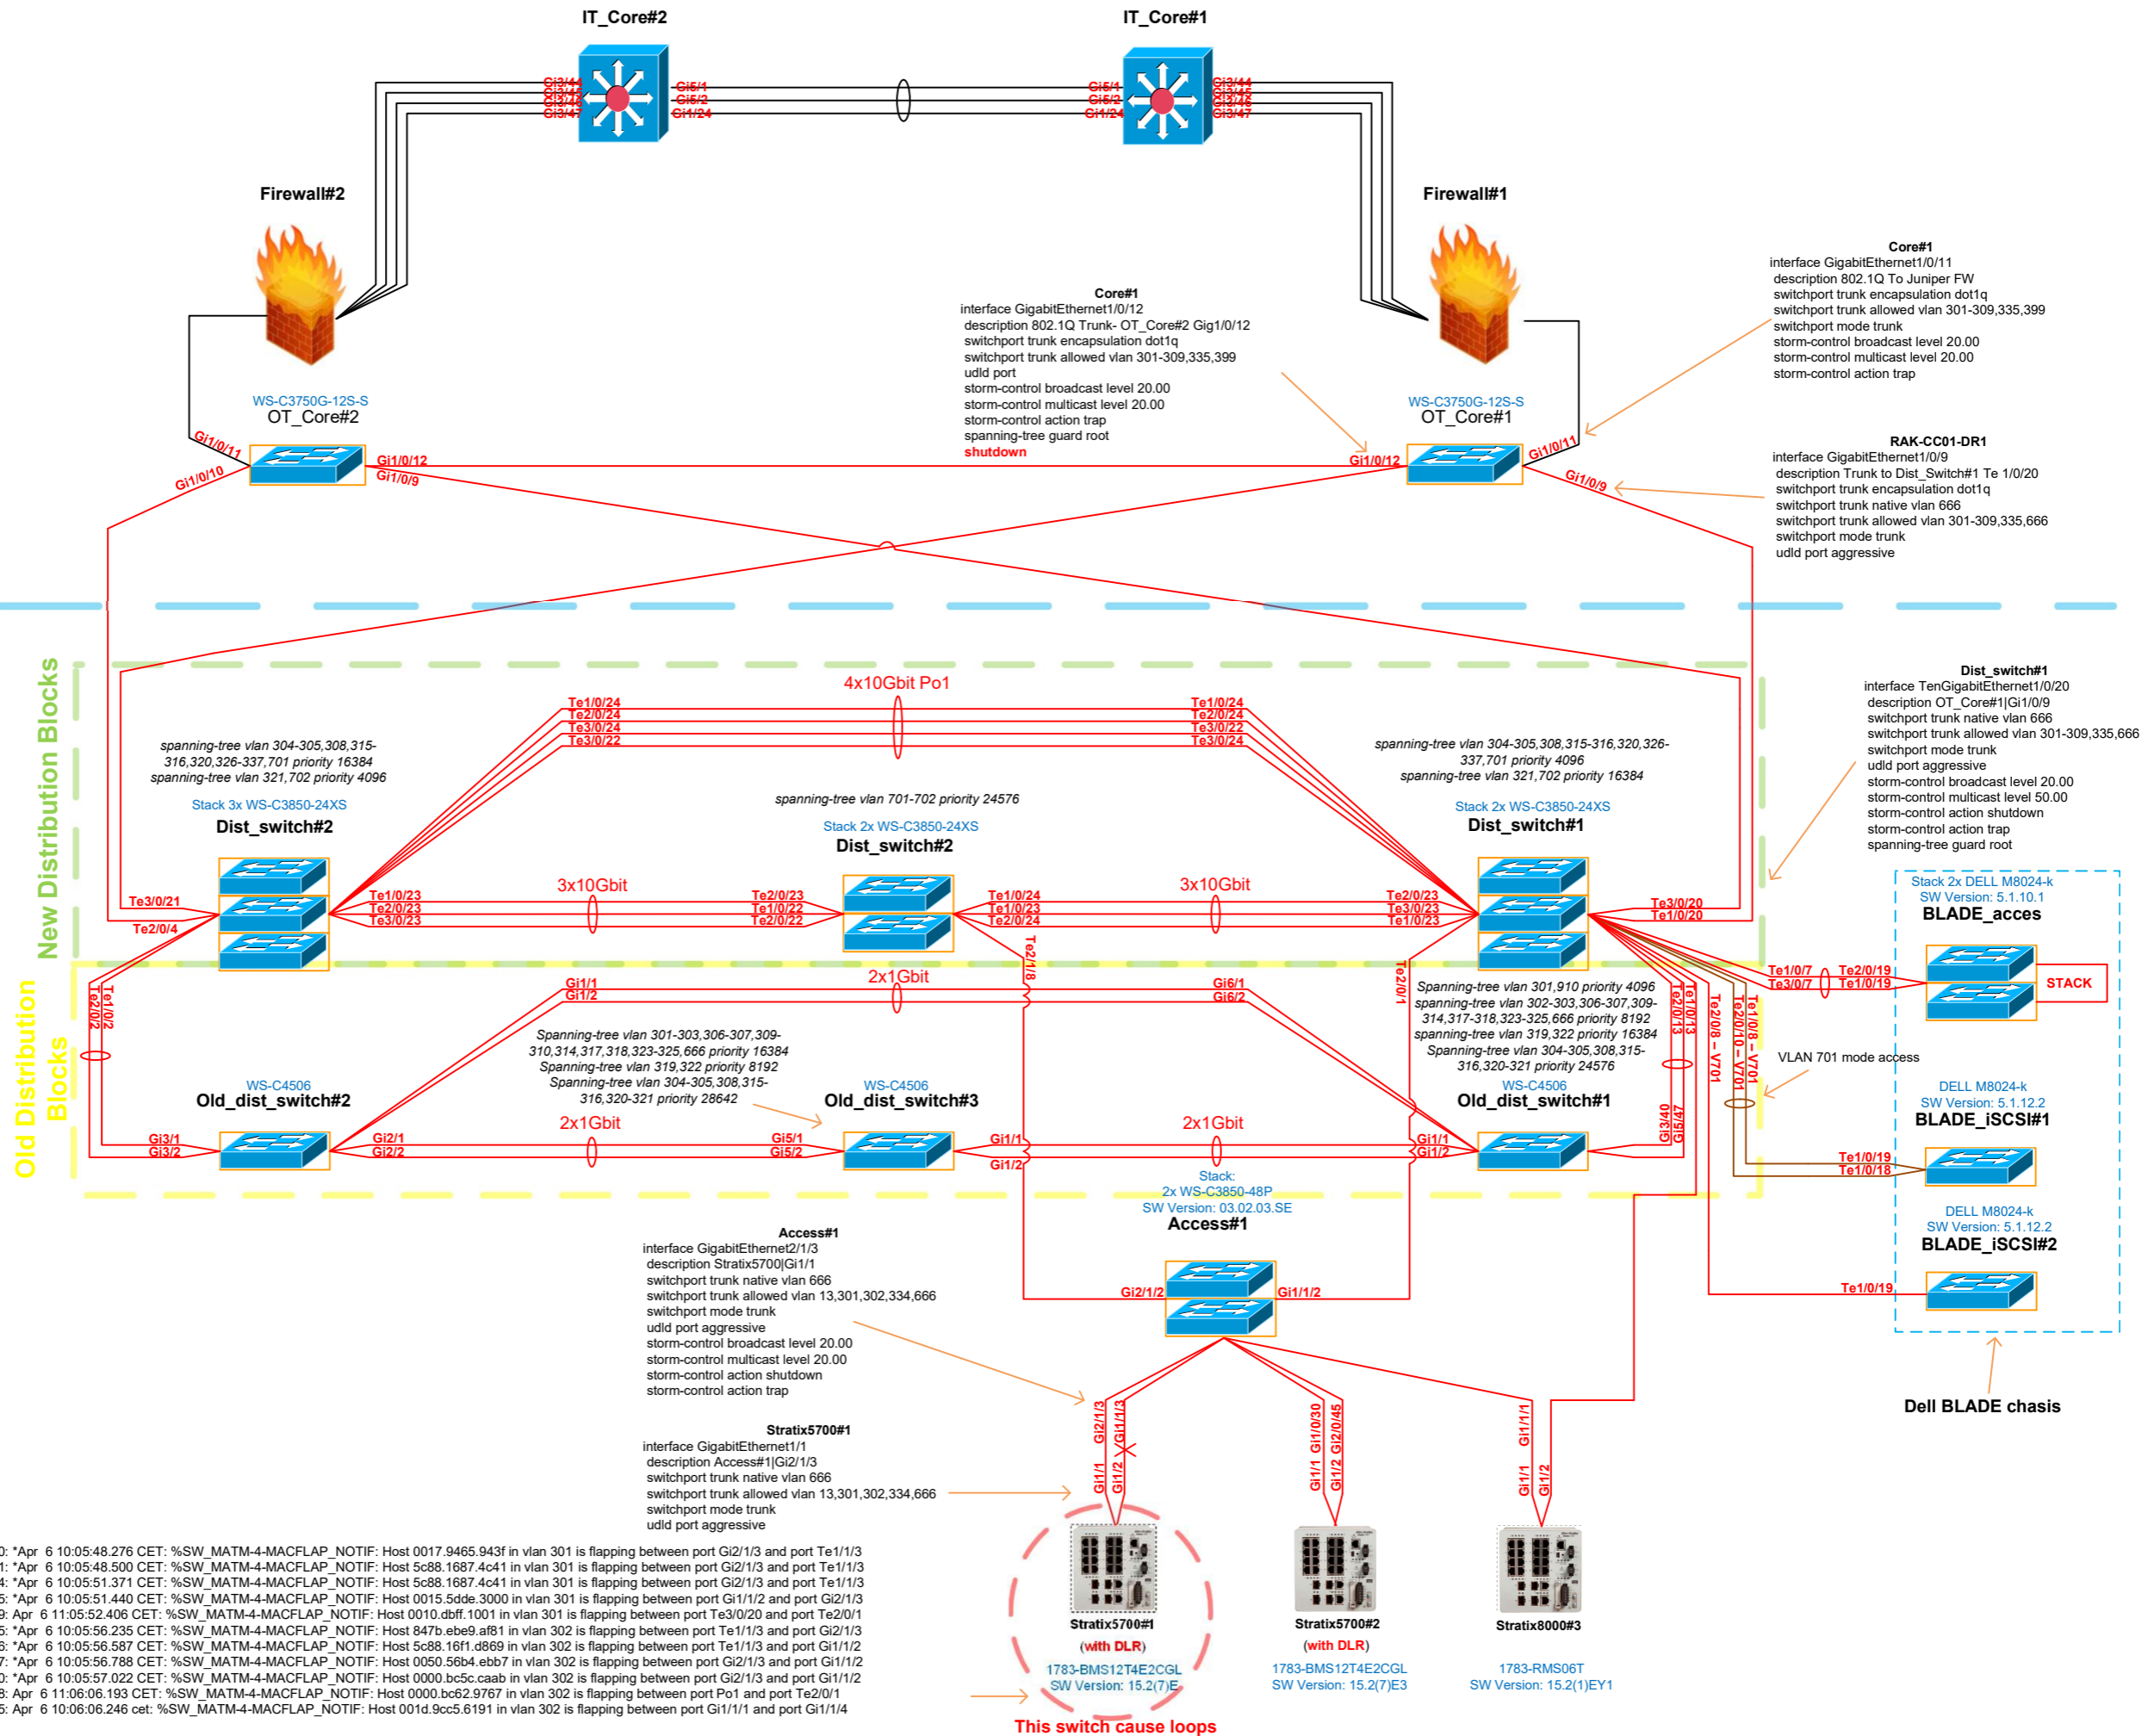 IT_Core#2
IT_Core#1
Gi3/44
Gi3/45
Gi3/46
Gi3/47
Gi5/1
Gi5/2
Gi1/24
Gi5/1
Gi5/2
Gi1/24
Gi3/44
Gi3/45
Gi3/46
Gi3/47
Firewall#2
Firewall#1
Core#1
interface GigabitEthernet1/0/11
description 802.1Q To Juniper FW
switchport trunk encapsulation dot1q
switchport trunk allowed vlan 301-309,335,399
switchport mode trunk
storm-control broadcast level 20.00
storm-control multicast level 20.00
storm-control action trap
Core#1
interface GigabitEthernet1/0/12
description 802.1Q Trunk- OT_Core#2 Gig1/0/12
switchport trunk encapsulation dot1q
switchport trunk allowed vlan 301-309,335,399
udld port
storm-control broadcast level 20.00
storm-control multicast level 20.00
storm-control action trap
spanning-tree guard root
shutdown
WS-C3750G-12S-S
OT_Core#2
WS-C3750G-12S-S
OT_Core#1
Gi1/0/11
Gi1/0/10
Gi1/0/12
Gi1/0/9
Gi1/0/12
Gi1/0/11
Gi1/0/9
RAK-CC01-DR1
interface GigabitEthernet1/0/9
description Trunk to Dist_Switch#1 Te 1/0/20
switchport trunk encapsulation dot1q
switchport trunk native vlan 666
switchport trunk allowed vlan 301-309,335,666
switchport mode trunk
udld port aggressive
New Distribution Blocks
4x10Gbit Po1
Te1/0/24
Te2/0/24
Te3/0/24
Te3/0/22
Te1/0/24
Te2/0/24
Te3/0/22
Te3/0/24
Dist_switch#1
interface TenGigabitEthernet1/0/20
description OT_Core#1|Gi1/0/9
switchport trunk native vlan 666
switchport trunk allowed vlan 301-309,335,666
switchport mode trunk
udld port aggressive
storm-control broadcast level 20.00
storm-control multicast level 50.00
storm-control action shutdown
storm-control action trap
spanning-tree guard root
spanning-tree vlan 304-305,308,315-
316,320,326-337,701 priority 16384
spanning-tree vlan 321,702 priority 4096
Stack 3x WS-C3850-24XS
Dist_switch#2
spanning-tree vlan 701-702 priority 24576
Stack 2x WS-C3850-24XS
Dist_switch#2
spanning-tree vlan 304-305,308,315-316,320,326-
337,701 priority 4096
spanning-tree vlan 321,702 priority 16384
Stack 2x WS-C3850-24XS
Dist_switch#1
Te3/0/21
Te2/0/4
Te1/0/23
Te2/0/23
Te3/0/23
3x10Gbit
Te2/0/23
Te1/0/22
Te2/0/22
Te1/0/24
Te1/0/23
Te2/0/24
3x10Gbit
Te2/0/23
Te3/0/23
Te1/0/23
Te3/0/20
Te1/0/20
Stack 2x DELL M8024-k
SW Version: 5.1.10.1
BLADE_acces
Te1/0/7
Te3/0/7
Te2/0/19
Te1/0/19
STACK
Old Distribution
Blocks
Te2/0/2
Te1/0/2
Te2/1/8
Te2/0/1
Te2/0/13
Te1/0/13
Te2/0/8 – V701
Te2/0/10 – V701
Te1/0/8 – V701
Gi1/1
Gi1/2
2x1Gbit
Gi6/1
Gi6/2
Spanning-tree vlan 301-303,306-307,309-
310,314,317,318,323-325,666 priority 16384
Spanning-tree vlan 319,322 priority 8192
Spanning-tree vlan 304-305,308,315-
316,320-321 priority 28642
Spanning-tree vlan 301,910 priority 4096
spanning-tree vlan 302-303,306-307,309-
314,317-318,323-325,666 priority 8192
spanning-tree vlan 319,322 priority 16384
Spanning-tree vlan 304-305,308,315-
316,320-321 priority 24576
VLAN 701 mode access
WS-C4506
Old_dist_switch#2
WS-C4506
Old_dist_switch#3
WS-C4506
Old_dist_switch#1
Gi3/1
Gi3/2
Gi2/1
Gi2/2
2x1Gbit
Gi5/1
Gi5/2
Gi1/1
Gi1/2
2x1Gbit
Gi1/1
Gi1/2
Gi3/40
Gi5/47
DELL M8024-k
SW Version: 5.1.12.2
BLADE_iSCSI#1
Te1/0/19
Te1/0/18
DELL M8024-k
SW Version: 5.1.12.2
BLADE_iSCSI#2
Te1/0/19
Dell BLADE chasis
Stack:
2x WS-C3850-48P
SW Version: 03.02.03.SE
Access#1
Gi2/1/2
Gi1/1/2
Access#1
interface GigabitEthernet2/1/3
description Stratix5700|Gi1/1
switchport trunk native vlan 666
switchport trunk allowed vlan 13,301,302,334,666
switchport mode trunk
udld port aggressive
storm-control broadcast level 20.00
storm-control multicast level 20.00
storm-control action shutdown
storm-control action trap
Stratix5700#1
interface GigabitEthernet1/1
description Access#1|Gi2/1/3
switchport trunk native vlan 666
switchport trunk allowed vlan 13,301,302,334,666
switchport mode trunk
udld port aggressive
Gi1/1 Gi2/1/3
Gi1/2 Gi1/1/3
Gi1/1 Gi1/0/30
Gi1/2 Gi2/0/45
Gi1/1 Gi1/1/1
Gi1/2
0: *Apr 6 10:05:48.276 CET: %SW_MATM-4-MACFLAP_NOTIF: Host 0017.9465.943f in vlan 301 is flapping between port Gi2/1/3 and port Te1/1/3
1: *Apr 6 10:05:48.500 CET: %SW_MATM-4-MACFLAP_NOTIF: Host 5c88.1687.4c41 in vlan 301 is flapping between port Gi2/1/3 and port Te1/1/3
4: *Apr 6 10:05:51.371 CET: %SW_MATM-4-MACFLAP_NOTIF: Host 5c88.1687.4c41 in vlan 301 is flapping between port Gi2/1/3 and port Te1/1/3
5: *Apr 6 10:05:51.440 CET: %SW_MATM-4-MACFLAP_NOTIF: Host 0015.5dde.3000 in vlan 301 is flapping between port Gi1/1/2 and port Gi2/1/3
9: Apr 6 11:05:52.406 CET: %SW_MATM-4-MACFLAP_NOTIF: Host 0010.dbff.1001 in vlan 301 is flapping between port Te3/0/20 and port Te2/0/1
5: *Apr 6 10:05:56.235 CET: %SW_MATM-4-MACFLAP_NOTIF: Host 847b.ebe9.af81 in vlan 302 is flapping between port Te1/1/3 and port Gi2/1/3
6: *Apr 6 10:05:56.587 CET: %SW_MATM-4-MACFLAP_NOTIF: Host 5c88.16f1.d869 in vlan 302 is flapping between port Te1/1/3 and port Gi1/1/2
7: *Apr 6 10:05:56.788 CET: %SW_MATM-4-MACFLAP_NOTIF: Host 0050.56b4.ebb7 in vlan 302 is flapping between port Gi2/1/3 and port Gi1/1/2
0: *Apr 6 10:05:57.022 CET: %SW_MATM-4-MACFLAP_NOTIF: Host 0000.bc5c.caab in vlan 302 is flapping between port Gi2/1/3 and port Gi1/1/2
8: Apr 6 11:06:06.193 CET: %SW_MATM-4-MACFLAP_NOTIF: Host 0000.bc62.9767 in vlan 302 is flapping between port Po1 and port Te2/0/1
5: Apr 6 10:06:06.246 cet: %SW_MATM-4-MACFLAP_NOTIF: Host 001d.9cc5.6191 in vlan 302 is flapping between port Gi1/1/1 and port Gi1/1/4
Stratix5700#1
(with DLR)
1783-BMS12T4E2CGL
SW Version: 15.2(7)E
Stratix5700#2
(with DLR)
1783-BMS12T4E2CGL
SW Version: 15.2(7)E3
Stratix8000#3
1783-RMS06T
SW Version: 15.2(1)EY1
This switch cause loops